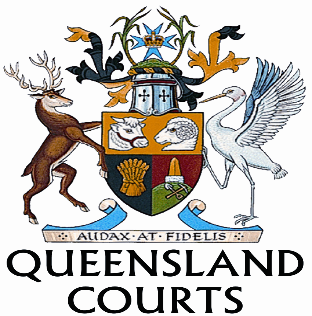 AUDAX · AT · FIDELIS
QUEENSLAND
COURTS